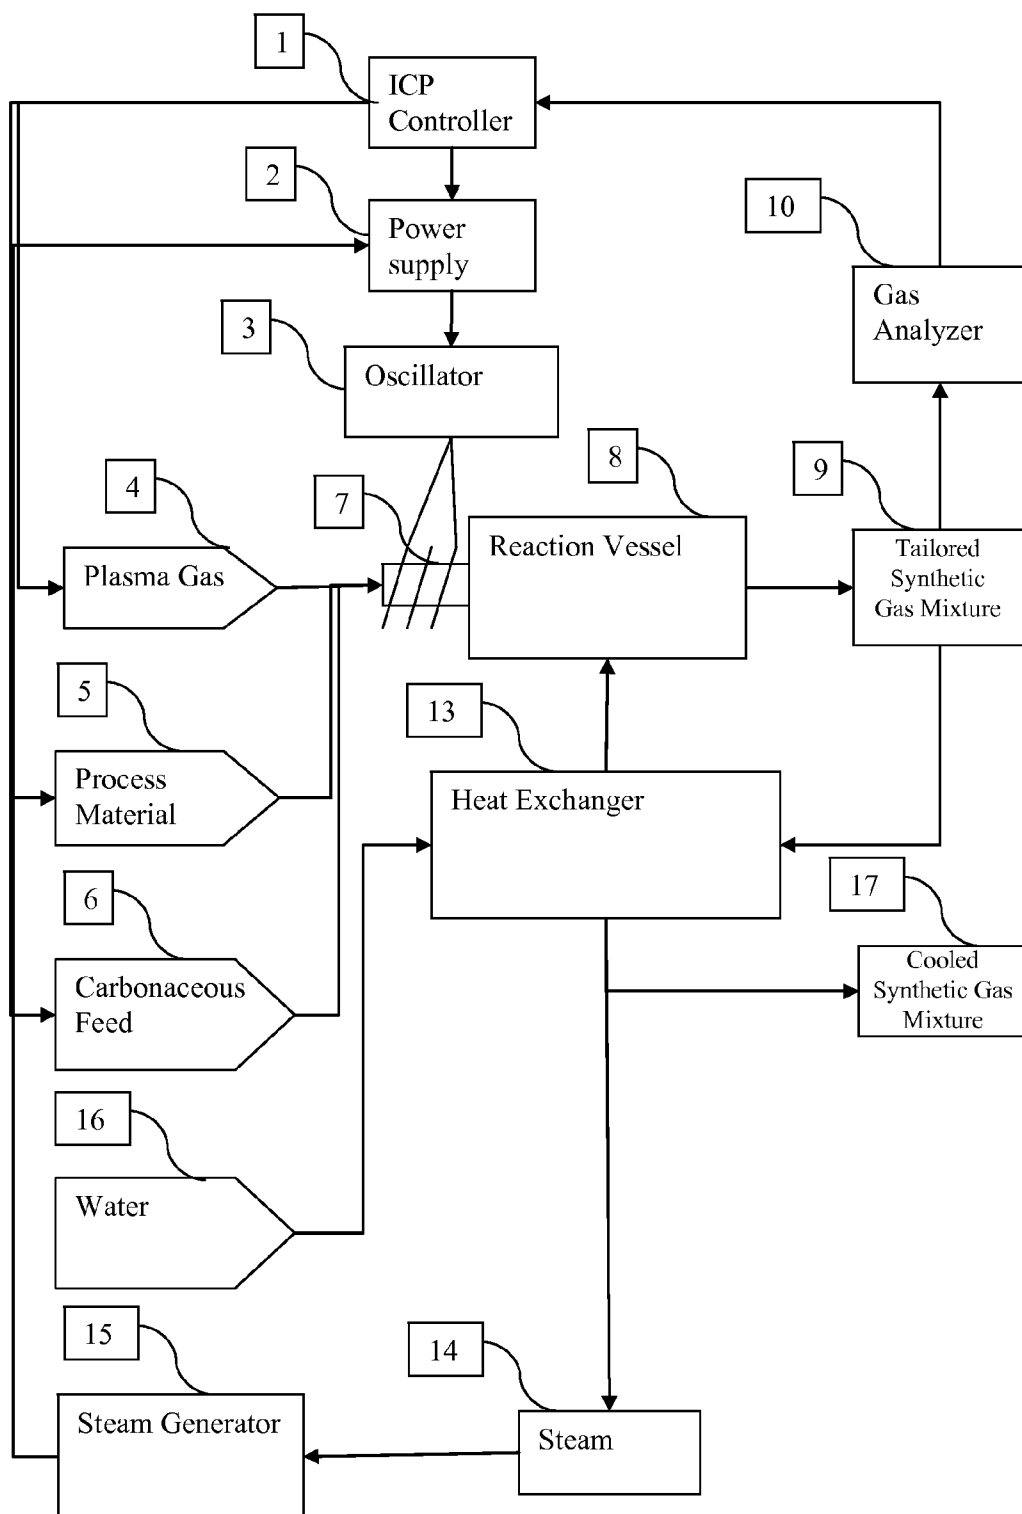 1
ICP
Controller
2
Power
supply
10
Gas
Analyzer
3
Oscillator
4
Plasma Gas
7
8
Reaction Vessel
9
Tailored
Synthetic
Gas Mixture
5
Process
Material
13
Heat Exchanger
6
Carbonaceous
Feed
17
Cooled
Synthetic Gas
Mixture
16
Water
15
Steam Generator
14
Steam